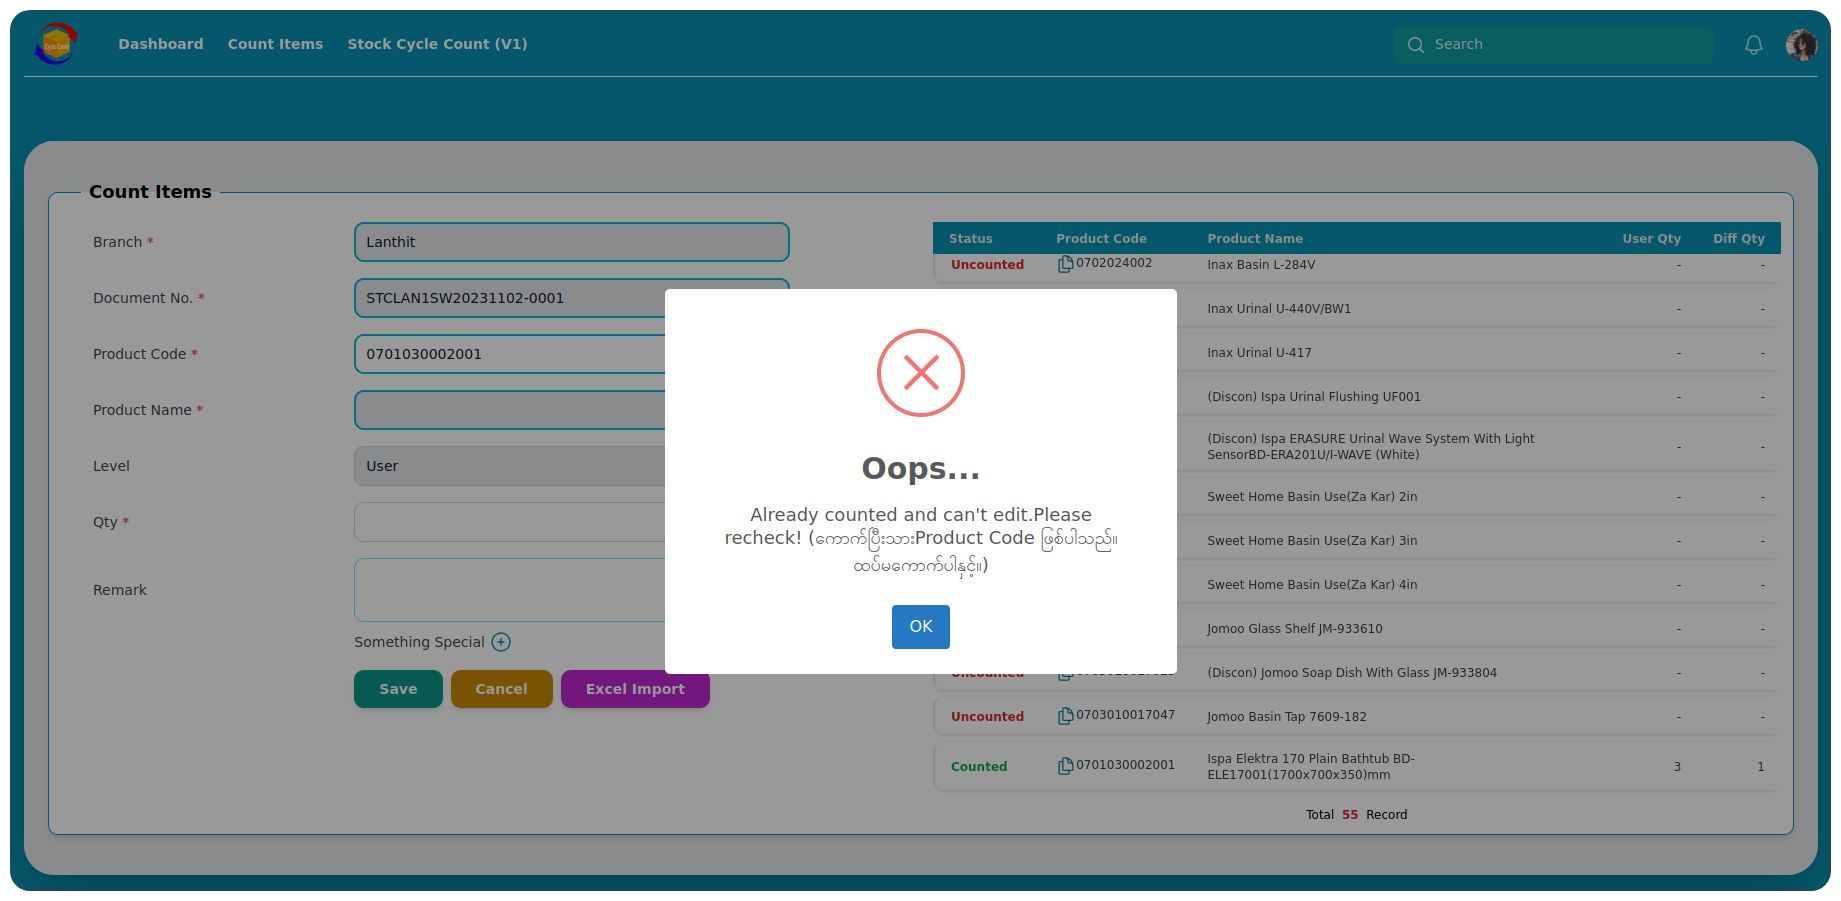 Cycle Count
Dashboard
Count Items
Stock Cycle Count (V1)
Search
Count Items
Branch *
Lanthit
Document No. *
STCLAN1SW20231102-0001
Product Code *
0701030002001
Product Name *
Level
User
Qty *
Remark
Something Special
Save
Cancel
Excel Import
Status Product Code Product Name User Qty Diff Qty
Uncounted 0702024002 Inax Basin L-284V - -
Inax Urinal U-440V/BW1 - -
Inax Urinal U-417 - -
(Discon) Ispa Urinal Flushing UF001 - -
(Discon) Ispa ERASURE Urinal Wave System With Light
SensorBD-ERA201U/I-WAVE (White) - -
Sweet Home Basin Use(Za Kar) 2in - -
Sweet Home Basin Use(Za Kar) 3in - -
Sweet Home Basin Use(Za Kar) 4in - -
Jomoo Glass Shelf JM-933610 - -
Uncounted (Discon) Jomoo Soap Dish With Glass JM-933804 - -
Uncounted 0703010017047 Jomoo Basin Tap 7609-182 - -
Counted 0701030002001 Ispa Elektra 170 Plain Bathtub BD-
ELE17001(1700x700x350)mm 3 1
Total 55 Record
Oops...
Already counted and can't edit.Please
recheck! (ကောက်ပြီးသားProduct Code ဖြစ်ပါသည်။
ထပ်မကောက်ပါနှင့်။)
OK